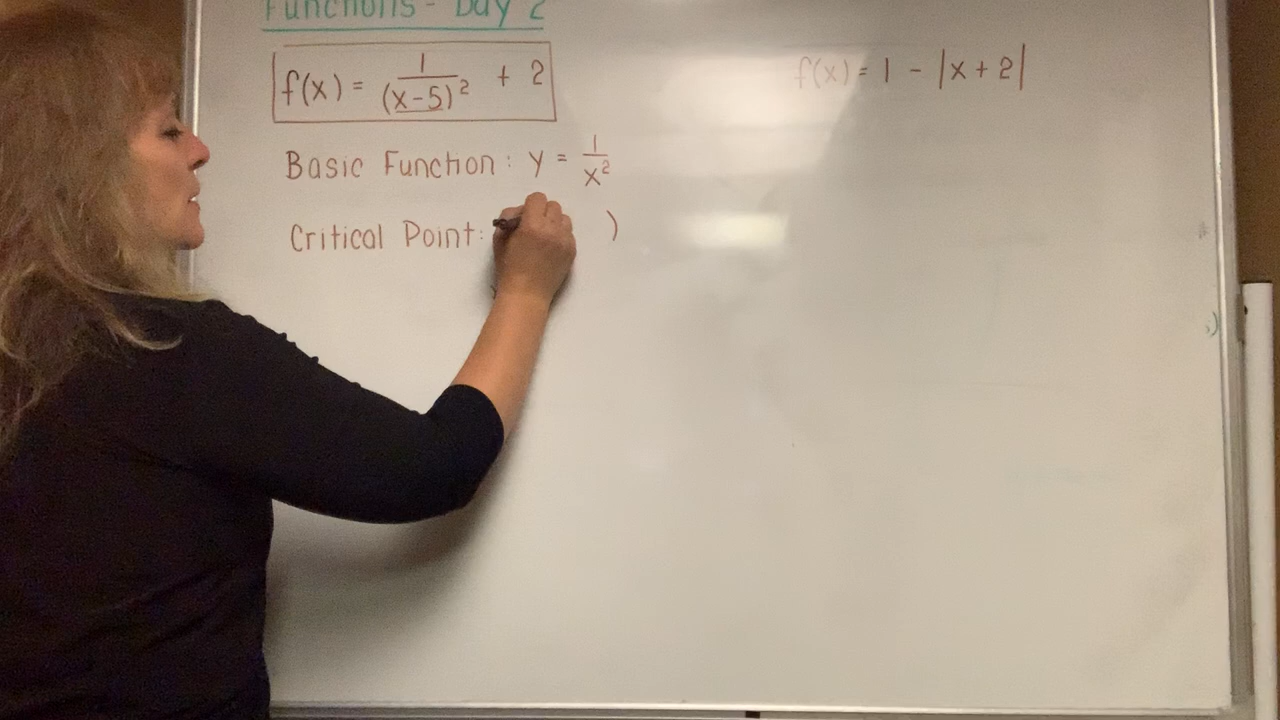 Functions - Day 2
f(x) = 1/(x-5)² + 2
Basic Function: y = 1/x²
Critical Point: )
f(x) = 1 - |x+2|